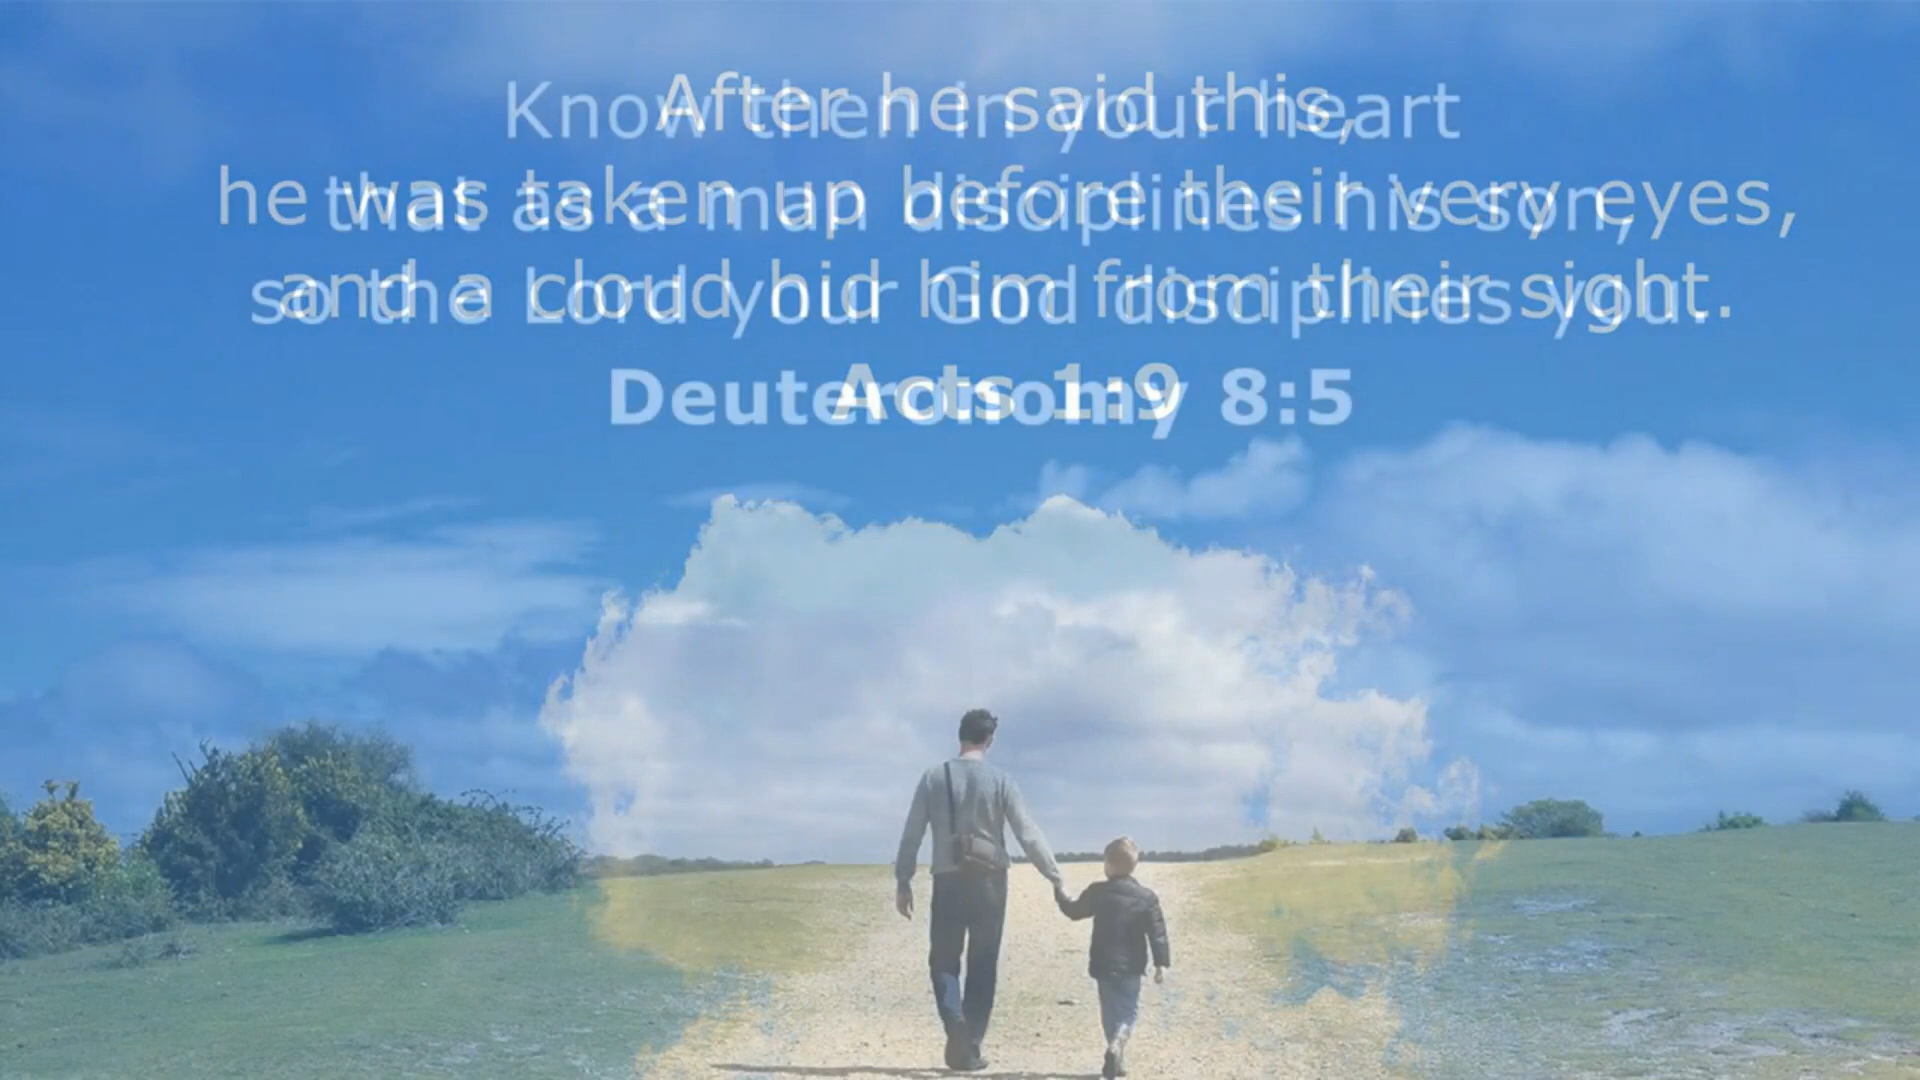 After he said this,
he was taken up before their very eyes,
and a cloud hid him from their sight.
Acts 1:9
Know then in your heart
that as a man disciplines his son,
so the Lord your God disciplines you.
Deuteronomy 8:5